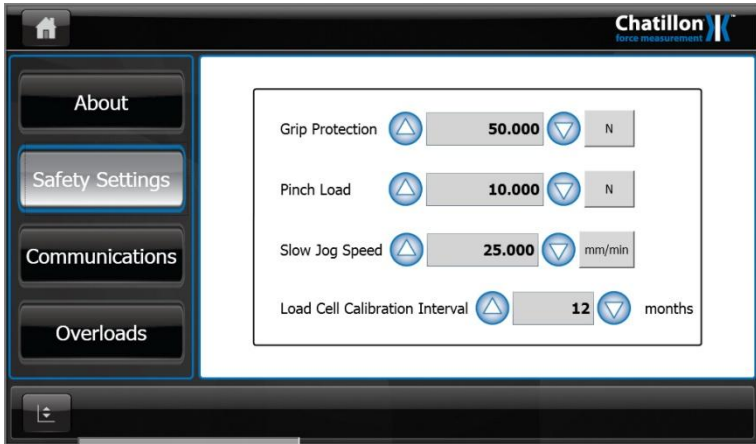 Chatillon™
force measurement
About
Safety Settings
Communications
Overloads
Grip Protection 50.000 N
Pinch Load 10.000 N
Slow Jog Speed 25.000 mm/min
Load Cell Calibration Interval 12 months